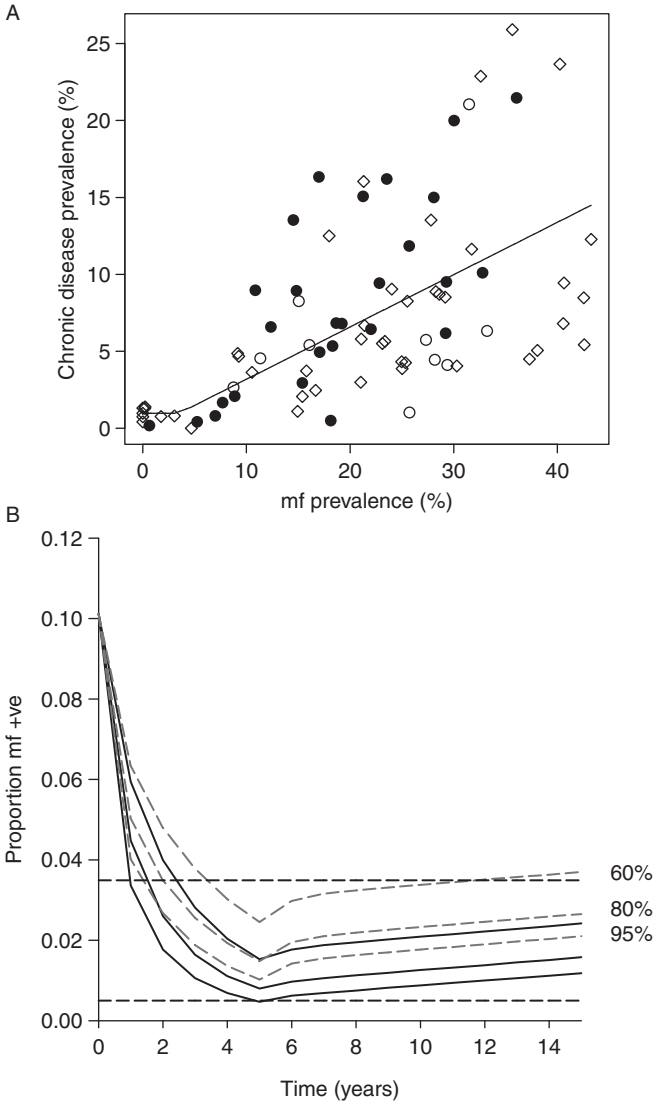 A
Chronic disease prevalence (%)
25
20
15
10
5
0
0 10 20 30 40
mf prevalence (%)
B
Proportion mf +ve
0.12
0.10
0.08
0.06
0.04
0.02
0.00
60%
80%
95%
0 2 4 6 8 10 12 14
Time (years)